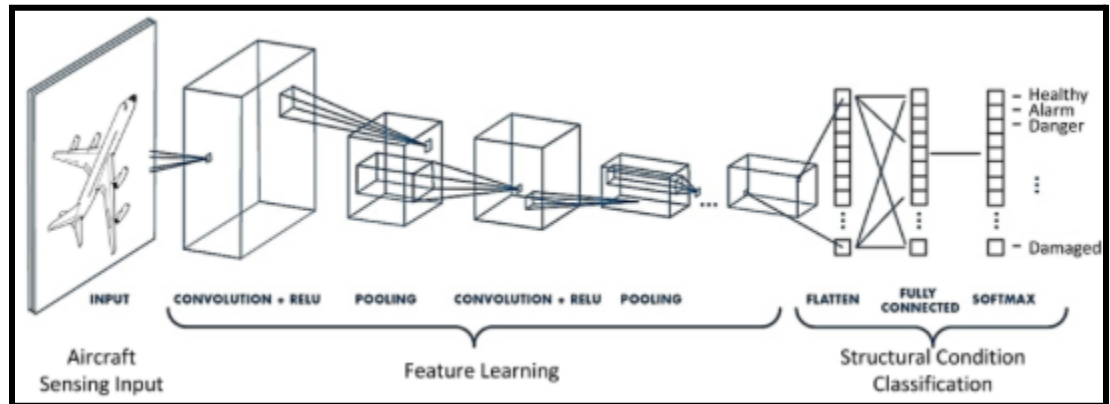 Healthy
Alarm
Danger
...
...
Damaged
INPUT
CONVOLUTION + RELU
POOLING
CONVOLUTION + RELU
POOLING
FLATTEN
FULLY
CONNECTED
SOFTMAX
Aircraft
Sensing Input
Feature Learning
Structural Condition
Classification